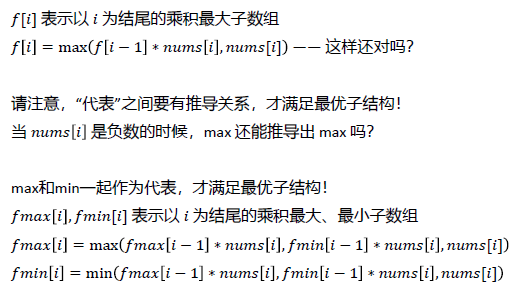 f[i] 表示以 i 为结尾的乘积最大子数组
f[i] = max(f[i − 1] ∗ nums[i], nums[i]) —— 这样还对吗？
请注意，“代表”之间要有推导关系，才满足最优子结构！
当 nums[i] 是负数的时候，max 还能推导出 max 吗？
max和min一起作为代表，才满足最优子结构！
fmax[i], fmin[i] 表示以 i 为结尾的乘积最大、最小子数组
fmax[i] = max(fmax[i − 1] ∗ nums[i], fmin[i − 1] ∗ nums[i], nums[i])
fmin[i] = min(fmax[i − 1] ∗ nums[i], fmin[i − 1] ∗ nums[i], nums[i])